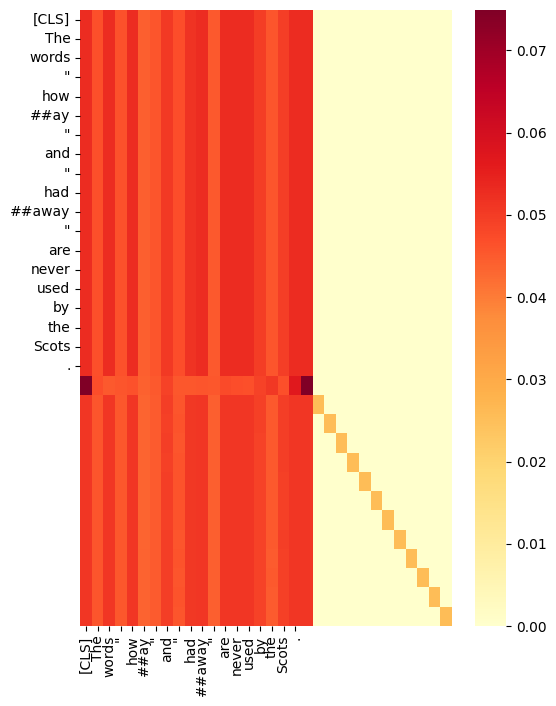 [CLS]
The
words
"
how
##ay
"
and
"
had
##away
"
are
never
used
by
the
Scots
.
[CLS]
The
words
"
how
##ay
"
and
"
had
##away
"
are
never
used
by
the
Scots
.
0.07
0.06
0.05
0.04
0.03
0.02
0.01
0.00